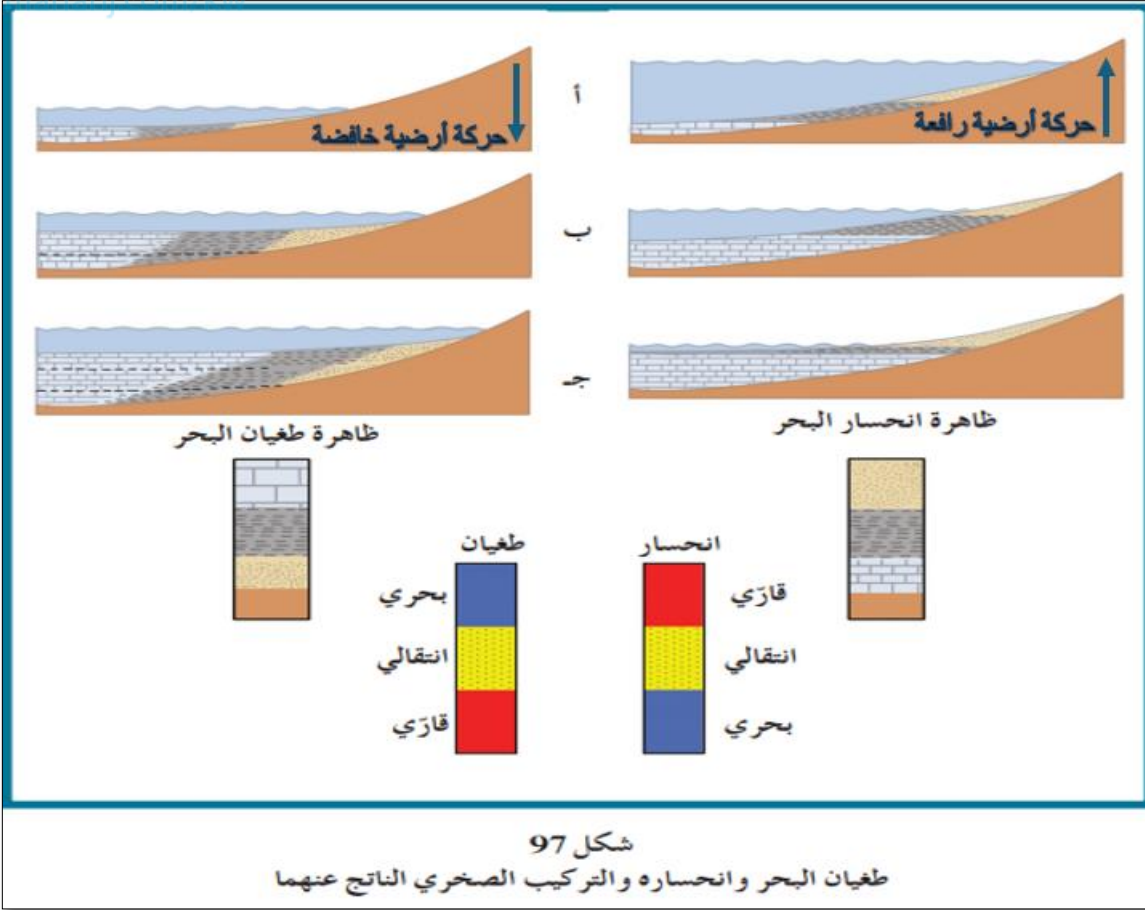 أ
حركة أرضية رافعة
حركة أرضية خافضة
ب
جـ
ظاهرة انحسار البحر
ظاهرة طغيان البحر
انحسار
طغيان
قارّي
بحري
انتقالي
انتقالي
بحري
قارّي
شكل 97
طغيان البحر وانحساره والتركيب الصخري الناتج عنهما